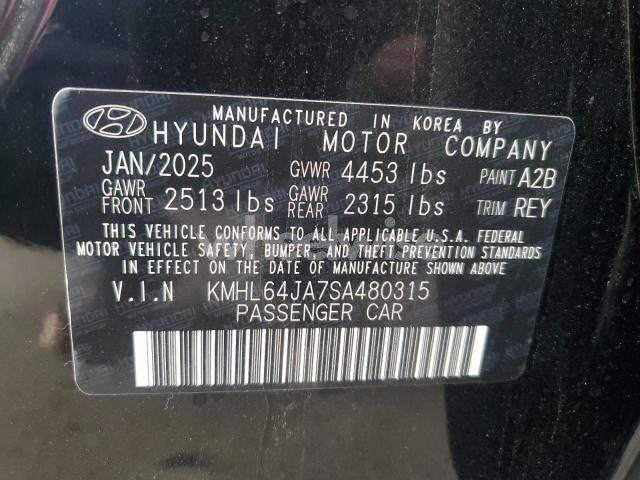 MANUFACTURED IN KOREA BY
HYUNDAI MOTOR COMPANY
JAN/2025 GVWR 4453 lbs PAINT A2B
GAWR FRONT 2513 lbs GAWR REAR 2315 lbs TRIM REY
THIS VEHICLE CONFORMS TO ALL APPLICABLE U.S.A. FEDERAL
MOTOR VEHICLE SAFETY, BUMPER, AND THEFT PREVENTION STANDARDS
IN EFFECT ON THE DATE OF MANUFACTURE SHOWN ABOVE
V.I.N KMHL64JA7SA480315
PASSENGER CAR